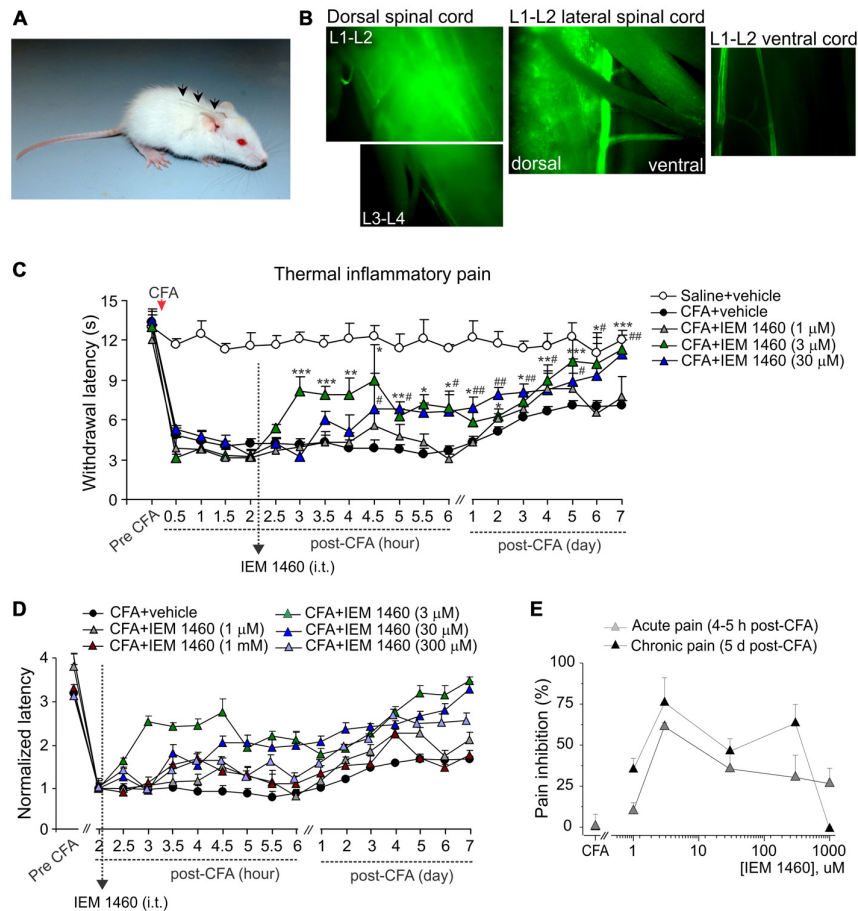 A
B
Dorsal spinal cord
L1-L2
L3-L4
L1-L2 lateral spinal cord
dorsal
ventral
L1-L2 ventral cord
C
Thermal inflammatory pain
CFA
Withdrawal latency (s)
15
12
9
6
3
0
*** *** ** * # **# * *# *## ## * *## **# *** # *# *** ##
Pre CFA 0.5 1 1.5 2 2.5 3 3.5 4 4.5 5 5.5 6 // 1 2 3 4 5 6 7
post-CFA (hour)
post-CFA (day)
IEM 1460 (i.t.)
Saline+vehicle
CFA+vehicle
CFA+IEM 1460 (1 μM)
CFA+IEM 1460 (3 μM)
CFA+IEM 1460 (30 μM)
D
CFA+vehicle
CFA+IEM 1460 (1 μM)
CFA+IEM 1460 (1 mM)
CFA+IEM 1460 (3 μM)
CFA+IEM 1460 (30 μM)
CFA+IEM 1460 (300 μM)
Normalized latency
4
3
2
1
0
Pre CFA // 2 2.5 3 3.5 4 4.5 5 5.5 6 // 1 2 3 4 5 6 7
post-CFA (hour)
post-CFA (day)
IEM 1460 (i.t.)
E
Acute pain (4-5 h post-CFA)
Chronic pain (5 d post-CFA)
Pain inhibition (%)
100
75
50
25
0
CFA // 1 10 100 1000
[IEM 1460], uM